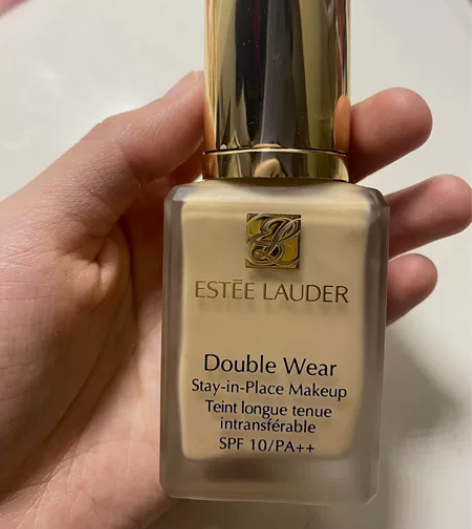 ESTĒE LAUDER
Double Wear
Stay-in-Place Makeup
Teint longue tenue
intransférable
SPF 10/PA++